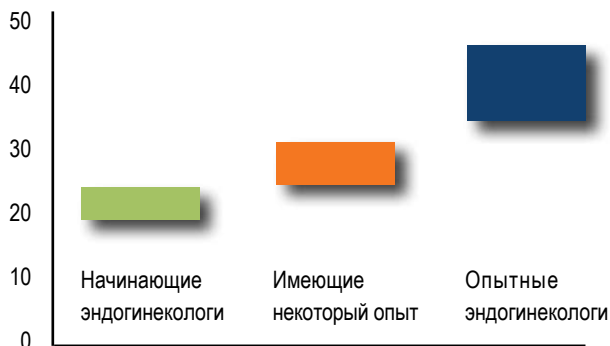 50
40
30
20
10
0
Начинающие
эндогинекологи
Имеющие
некоторый опыт
Опытные
эндогинекологи